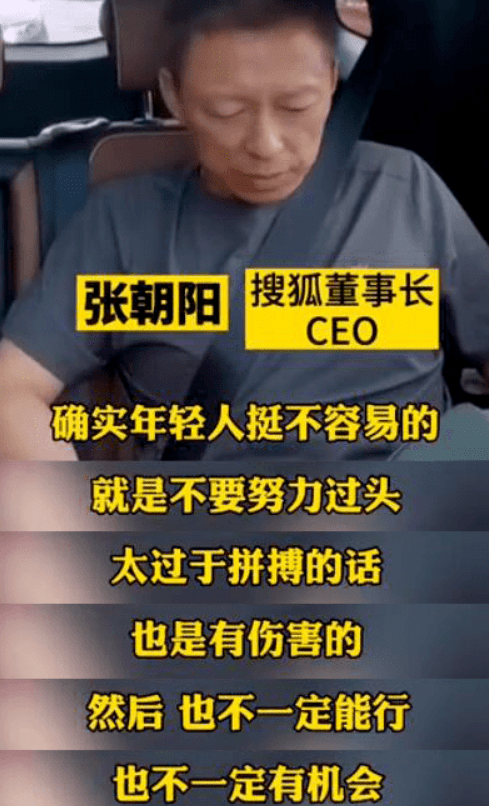 张朝阳
搜狐董事长
CEO
确实年轻人挺不容易的
就是不要努力过头
太过于拼搏的话
也是有伤害的
然后 也不一定能行
也不一定有机会